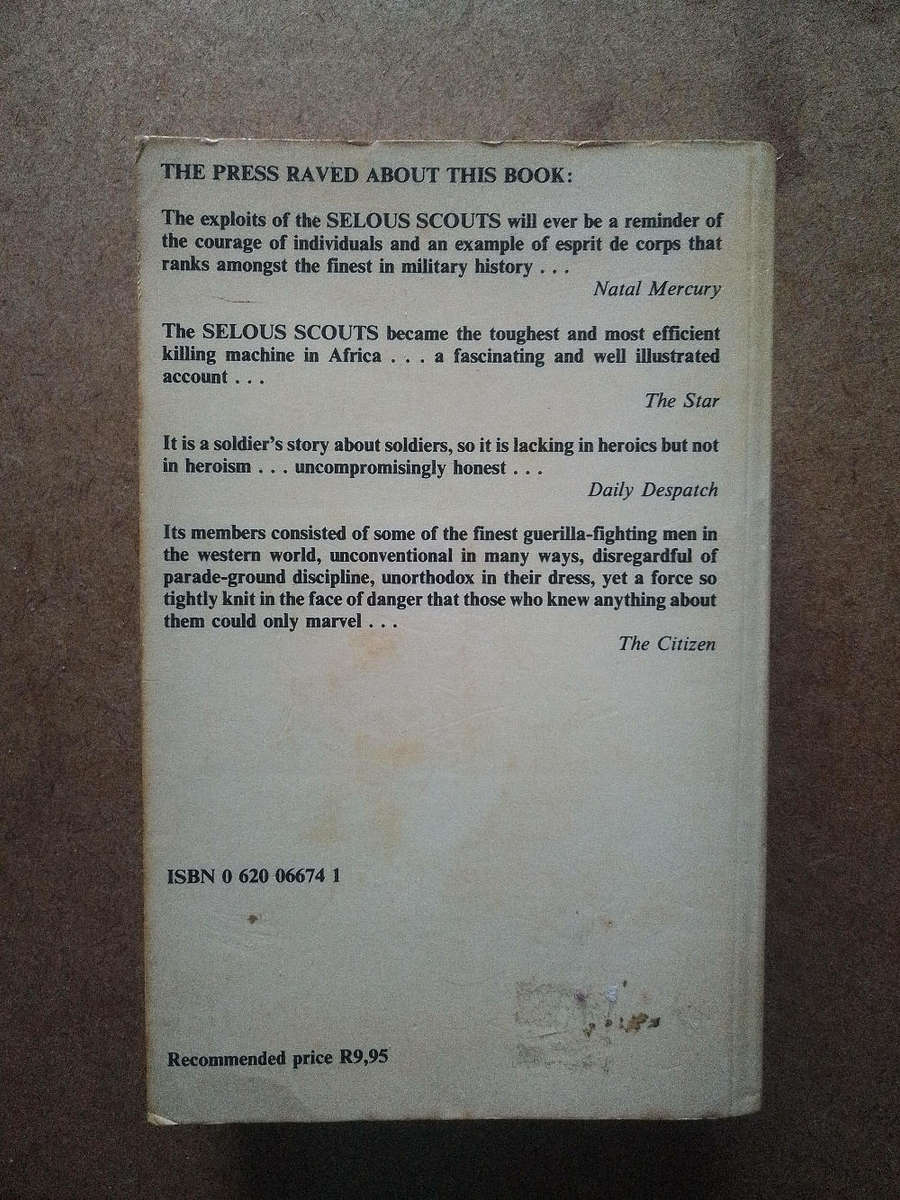 THE PRESS RAVED ABOUT THIS BOOK:
The exploits of the SELOUS SCOUTS will ever be a reminder of
the courage of individuals and an example of esprit de corps that
ranks amongst the finest in military history . . .
Natal Mercury
The SELOUS SCOUTS became the toughest and most efficient
killing machine in Africa . . . a fascinating and well illustrated
account . . .
The Star
It is a soldier's story about soldiers, so it is lacking in heroics but not
in heroism . . . uncompromisingly honest . . .
Daily Despatch
Its members consisted of some of the finest guerilla-fighting men in
the western world, unconventional in many ways, disregardful of
parade-ground discipline, unorthodox in their dress, yet a force so
tightly knit in the face of danger that those who knew anything about
them could only marvel . . .
The Citizen
ISBN 0 620 06674 1
Recommended price R9,95